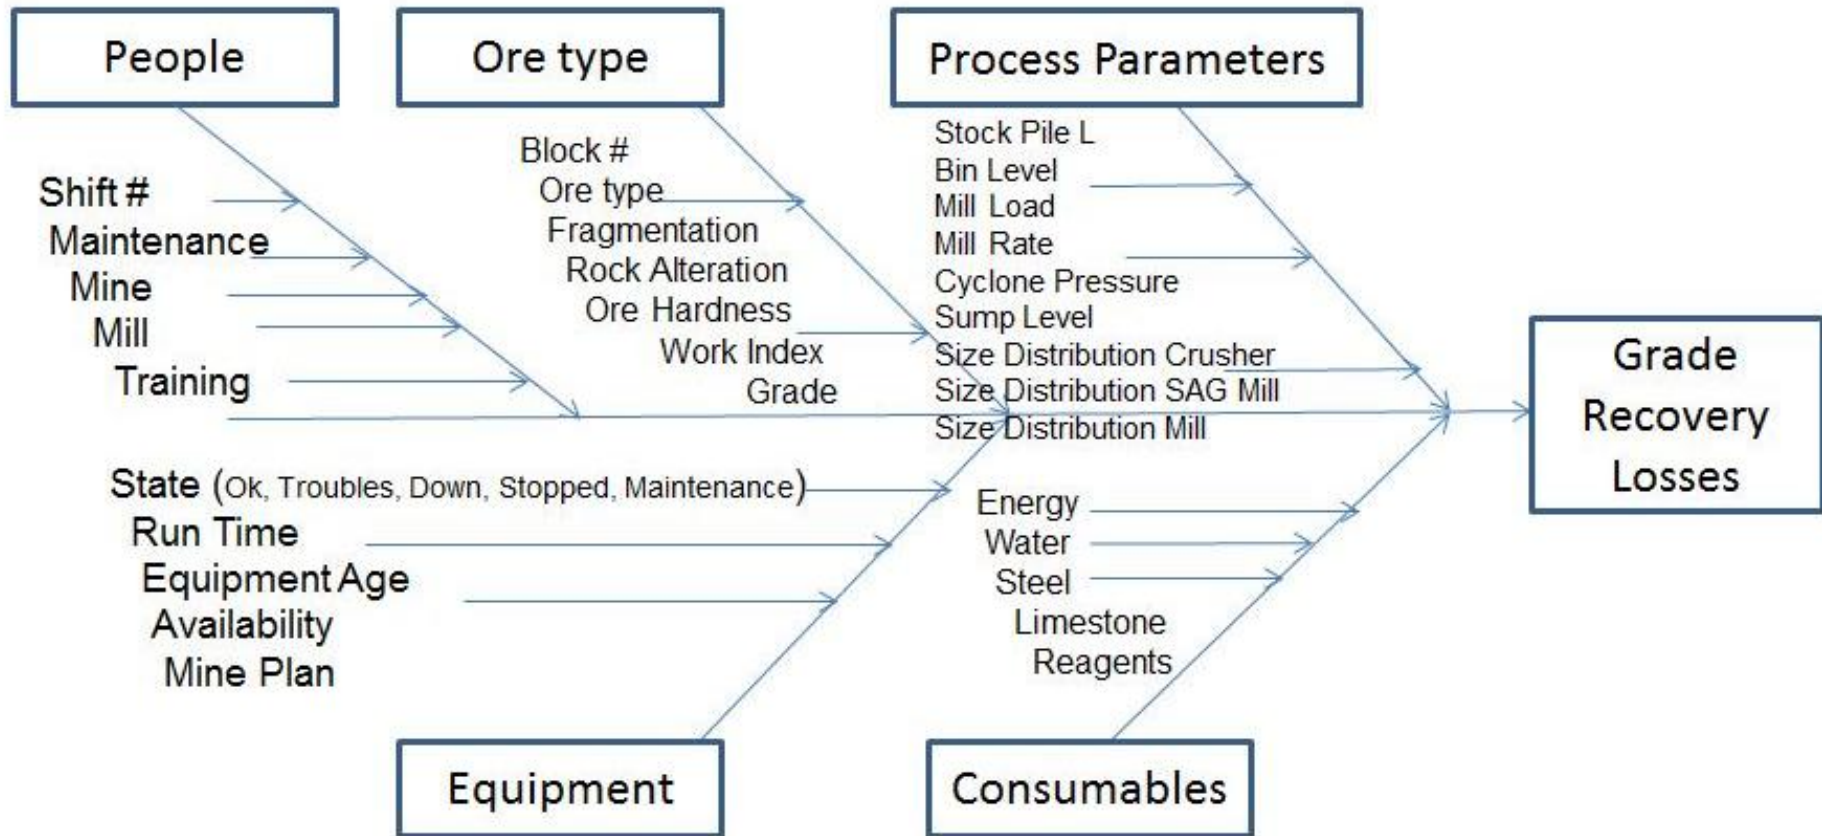 People
Ore type
Process Parameters
Shift #
Maintenance
Mine
Mill
Training
Block #
Ore type
Fragmentation
Rock Alteration
Ore Hardness
Work Index
Grade
Stock Pile L
Bin Level
Mill Load
Mill Rate
Cyclone Pressure
Sump Level
Size Distribution Crusher
Size Distribution SAG Mill
Size Distribution Mill
Grade
Recovery
Losses
State (Ok, Troubles, Down, Stopped, Maintenance)
Run Time
Equipment Age
Availability
Mine Plan
Energy
Water
Steel
Limestone
Reagents
Equipment
Consumables